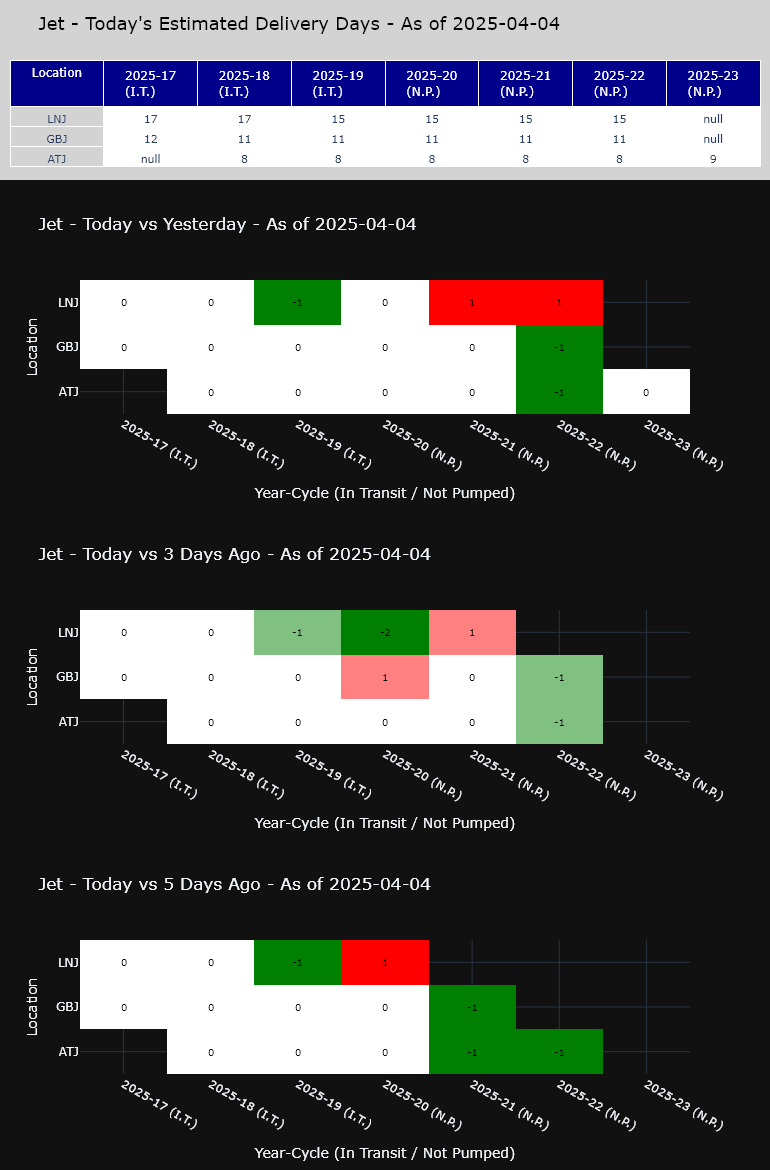 Jet - Today's Estimated Delivery Days - As of 2025-04-04
Location 2025-17 (I.T.) 2025-18 (I.T.) 2025-19 (I.T.) 2025-20 (N.P.) 2025-21 (N.P.) 2025-22 (N.P.) 2025-23 (N.P.)
LNJ 17 17 15 15 15 15 null
GBJ 12 11 11 11 11 11 null
ATJ null 8 8 8 8 8 9
Jet - Today vs Yesterday - As of 2025-04-04
Location
LNJ 0 0 -1 0 1 1
GBJ 0 0 0 0 0 -1
ATJ 0 0 0 0 -1 0
2025-17 (I.T.) 2025-18 (I.T.) 2025-19 (I.T.) 2025-20 (N.P.) 2025-21 (N.P.) 2025-22 (N.P.) 2025-23 (N.P.)
Year-Cycle (In Transit / Not Pumped)
Jet - Today vs 3 Days Ago - As of 2025-04-04
Location
LNJ 0 0 -1 -2 1
GBJ 0 0 0 1 0 -1
ATJ 0 0 0 0 -1
2025-17 (I.T.) 2025-18 (I.T.) 2025-19 (I.T.) 2025-20 (N.P.) 2025-21 (N.P.) 2025-22 (N.P.) 2025-23 (N.P.)
Year-Cycle (In Transit / Not Pumped)
Jet - Today vs 5 Days Ago - As of 2025-04-04
Location
LNJ 0 0 -1 1
GBJ 0 0 0 0 -1
ATJ 0 0 0 -1 -1
2025-17 (I.T.) 2025-18 (I.T.) 2025-19 (I.T.) 2025-20 (N.P.) 2025-21 (N.P.) 2025-22 (N.P.) 2025-23 (N.P.)
Year-Cycle (In Transit / Not Pumped)